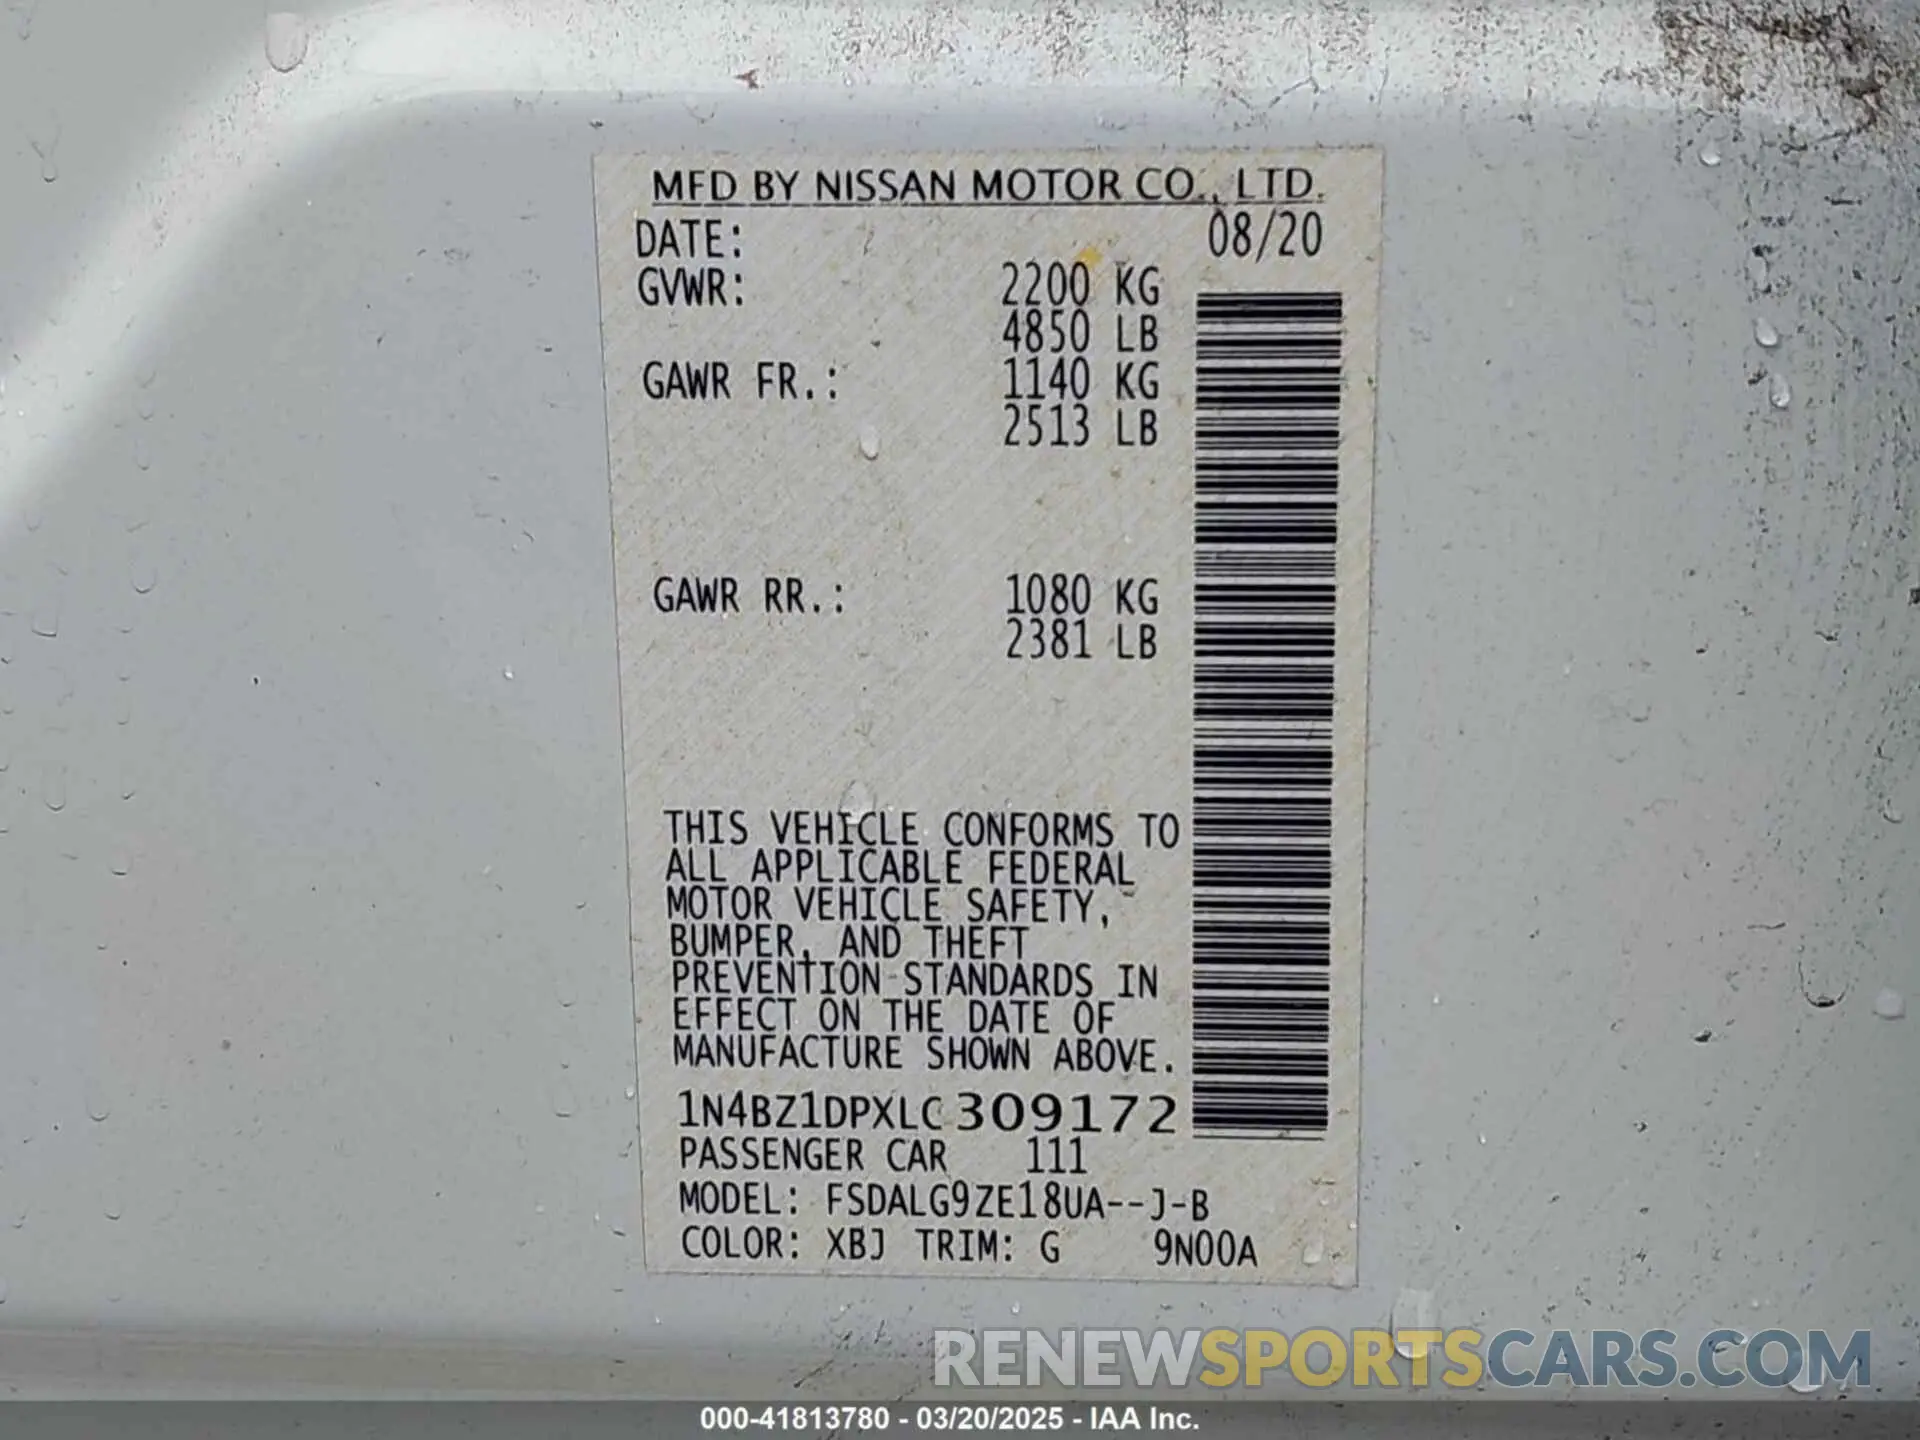 MFD BY NISSAN MOTOR CO., LTD.
DATE: 08/20
GVWR: 2200 KG
4850 LB
GAWR FR.: 1140 KG
2513 LB
GAWR RR.: 1080 KG
2381 LB
THIS VEHICLE CONFORMS TO
ALL APPLICABLE FEDERAL
MOTOR VEHICLE SAFETY,
BUMPER, AND THEFT
PREVENTION STANDARDS IN
EFFECT ON THE DATE OF
MANUFACTURE SHOWN ABOVE.
1N4BZ1DPXLC309172
PASSENGER CAR 111
MODEL: FSDALG9ZE18UA--J-B
COLOR: XBJ TRIM: G 9N00A
RENEWSPORTSCARS.COM
000-41813780 - 03/20/2025 - IAA Inc.